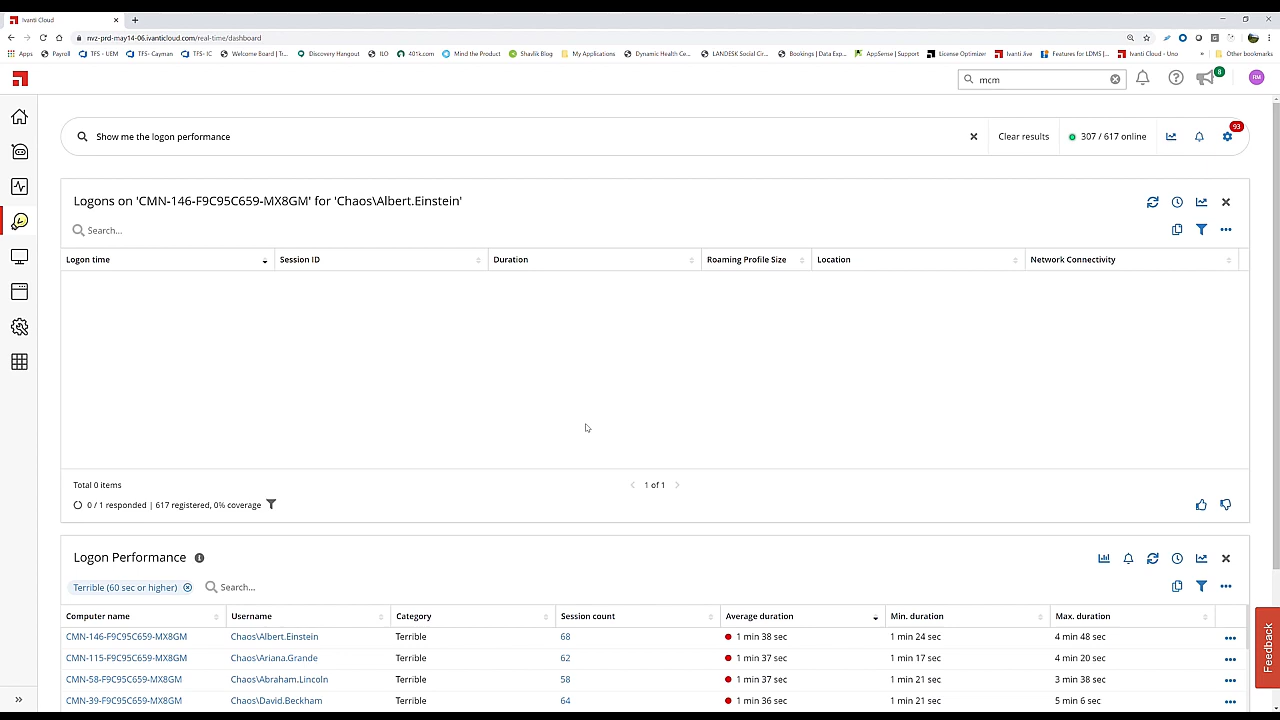 Ivanti Cloud
nvz-prd-may14-06.ivanticloud.com/real-time/dashboard
Apps Payroll TFS - UEM TFS- Cayman TFS- IC Welcome Board | Tr... Discovery Hangout ILO 401k.com Mind the Product Shavlik Blog My Applications Dynamic Health Ce... LANDESK Social Cir... Bookings | Data Exp... AppSense | Support License Optimizer Ivanti Jive Features for LDMS |... Ivanti Cloud - Uno » Other bookmarks
mcm 8 RM
Show me the logon performance Clear results 307 / 617 online 93
Logons on 'CMN-146-F9C95C659-MX8GM' for 'Chaos\Albert.Einstein'
Search...
Logon time Session ID Duration Roaming Profile Size Location Network Connectivity
Total 0 items 1 of 1
0 / 1 responded | 617 registered, 0% coverage
Logon Performance
Terrible (60 sec or higher) Search...
Computer name Username Category Session count Average duration Min. duration Max. duration
CMN-146-F9C95C659-MX8GM Chaos\Albert.Einstein Terrible 68 1 min 38 sec 1 min 24 sec 4 min 48 sec
CMN-115-F9C95C659-MX8GM Chaos\Ariana.Grande Terrible 62 1 min 37 sec 1 min 17 sec 4 min 20 sec
CMN-58-F9C95C659-MX8GM Chaos\Abraham.Lincoln Terrible 58 1 min 37 sec 1 min 21 sec 3 min 38 sec
CMN-39-F9C95C659-MX8GM Chaos\David.Beckham Terrible 64 1 min 36 sec 1 min 21 sec 5 min 6 sec
Feedback